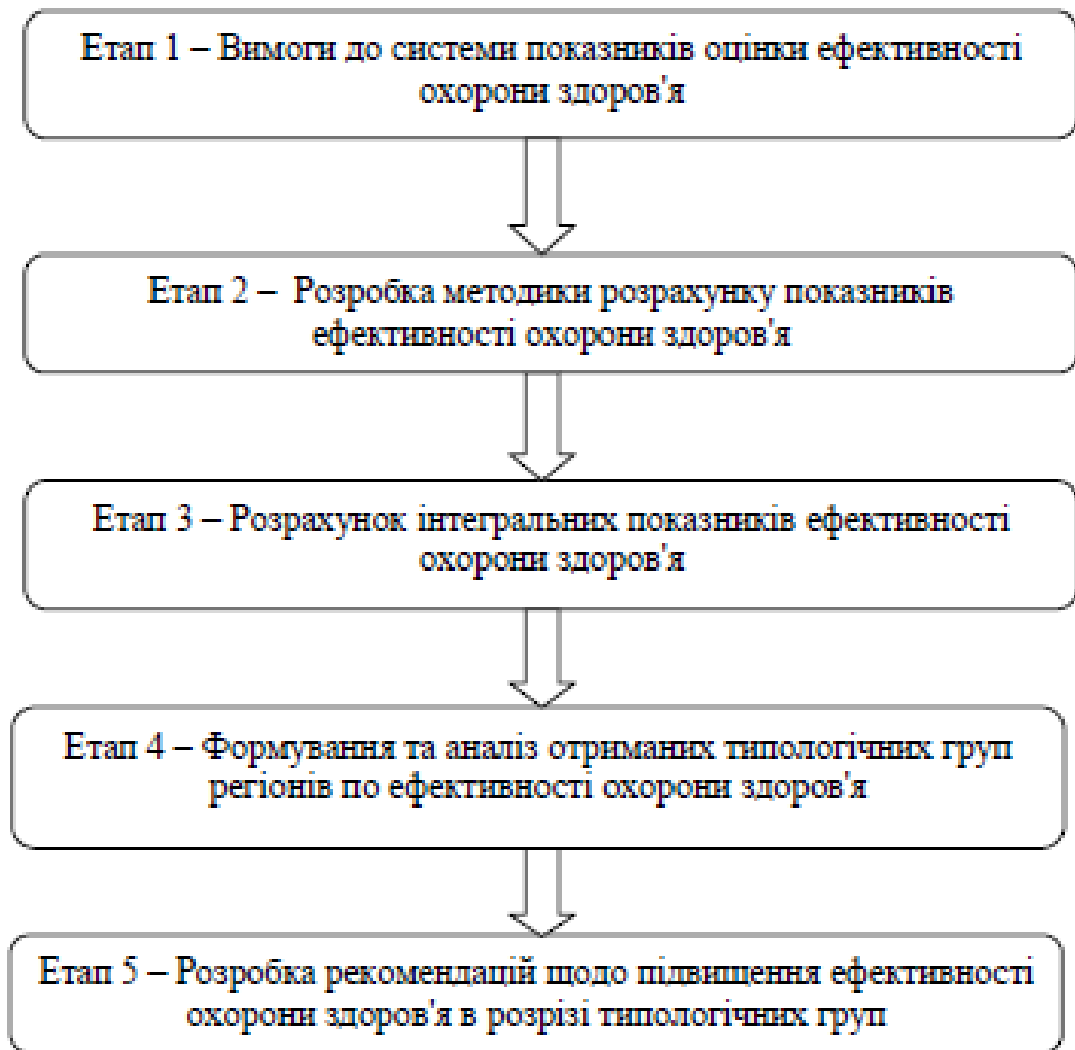 Етап 1 – Вимоги до системи показників оцінки ефективності
охорони здоров'я
Етап 2 – Розробка методики розрахунку показників
ефективності охорони здоров'я
Етап 3 – Розрахунок інтегральних показників ефективності
охорони здоров'я
Етап 4 – Формування та аналіз отриманих типологічних груп
регіонів по ефективності охорони здоров'я
Етап 5 – Розробка рекомендацій щодо підвищення ефективності
охорони здоров'я в розрізі типологічних груп